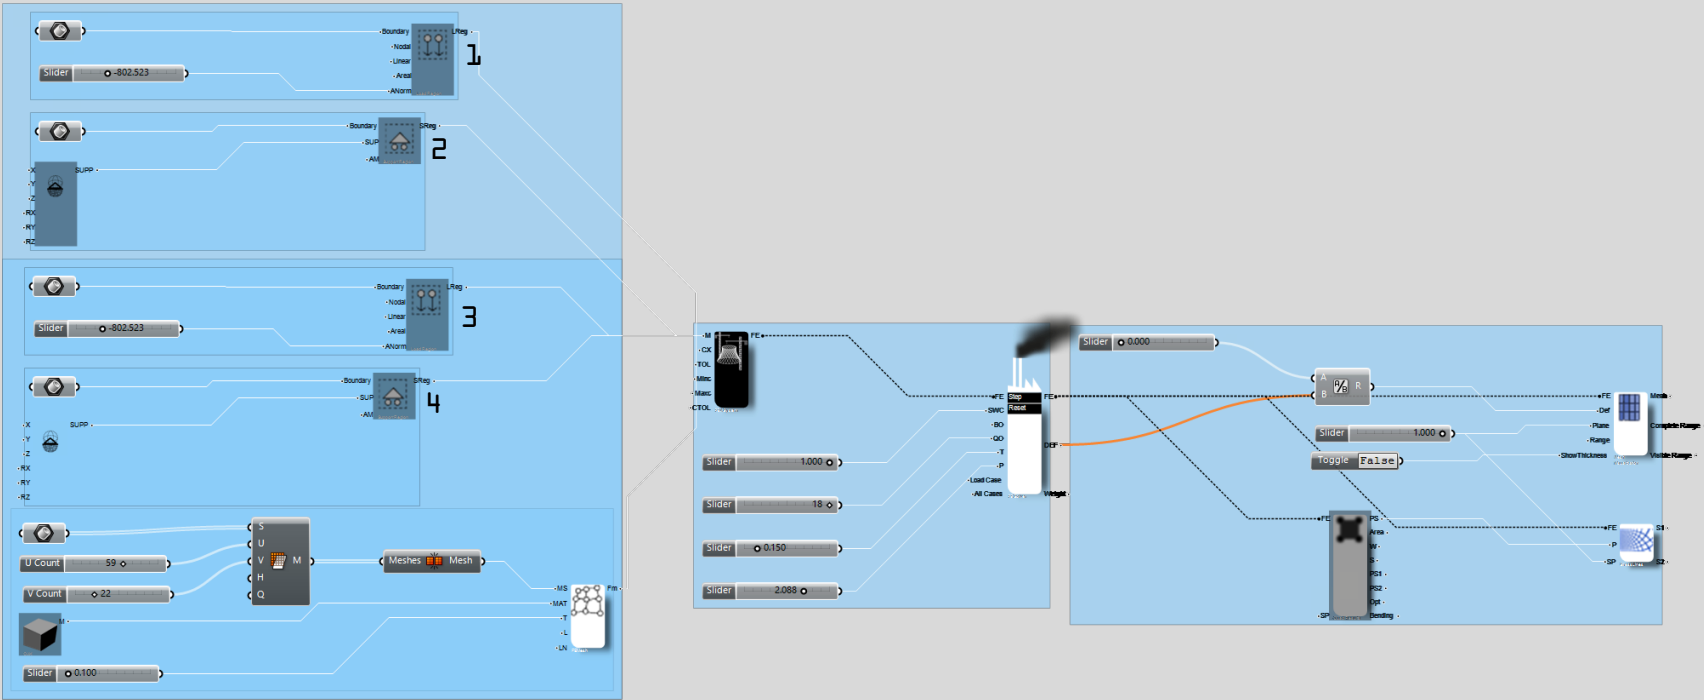 Boundary LReg
Nodal
Linear
Areal
ANorm
Slider -802.523
1
Boundary SReg
SUP
AM
2
X SUPP
Y
Z
RX
RY
RZ
Boundary LReg
Nodal
Linear
Areal
ANorm
Slider -802.523
3
Boundary SReg
SUP
AM
4
X SUPP
Y
Z
RX
RY
RZ
S
U
V M
H
Q
U Count 59
V Count 22
Meshes Mesh
M
Slider 0.100
MS Fm
MAT
T
L
LN
M FE
CX
TOL
Minc
Maxc
CTOL
FE Step FE
SWC Reset
BO
QO DEF
T
P
Load Case
All Cases Weight
Slider 1.000
Slider 18
Slider 0.150
Slider 2.088
Slider 0.000
A A/B R
B
Slider 1.000
Toggle False
FE Mesh
Def
Plane Complete Range
Range
ShowThickness Visible Range
FE PS
Area
W
S
PS1
PS2
Opt
SP Bending
FE S1
P
SP S2